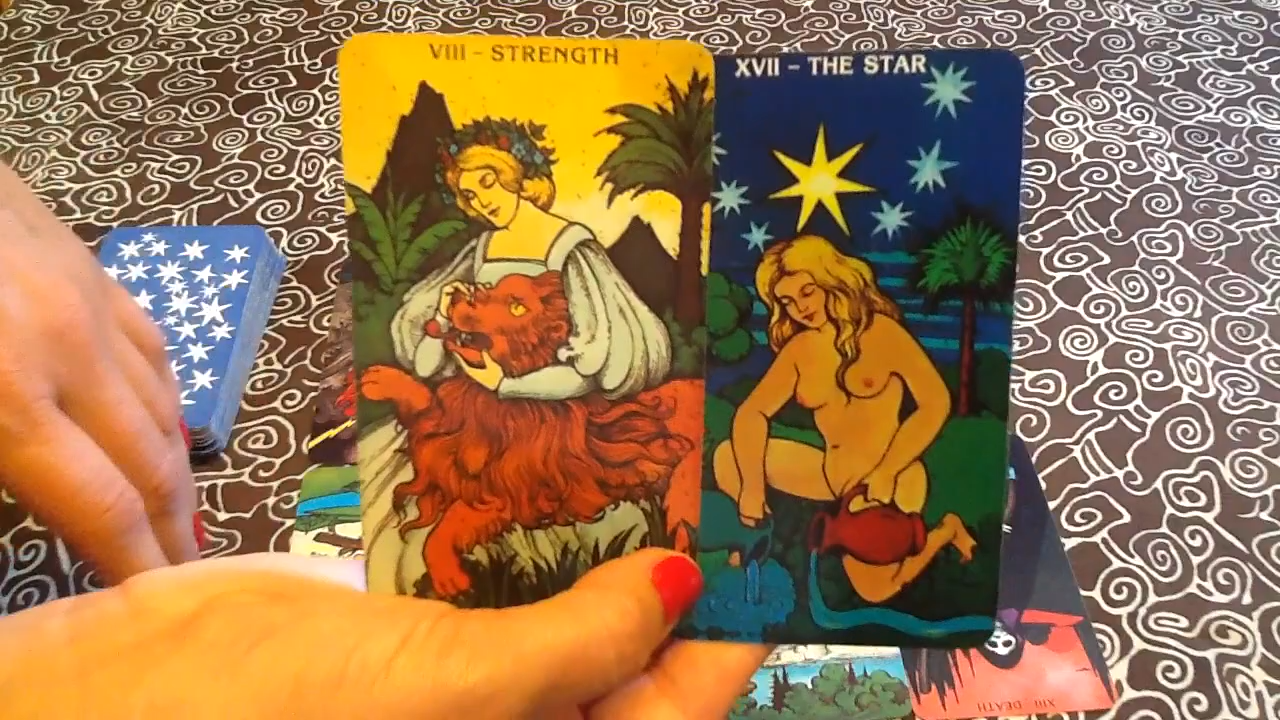 VIII - STRENGTH
XVII - THE STAR
XIII - DEATH